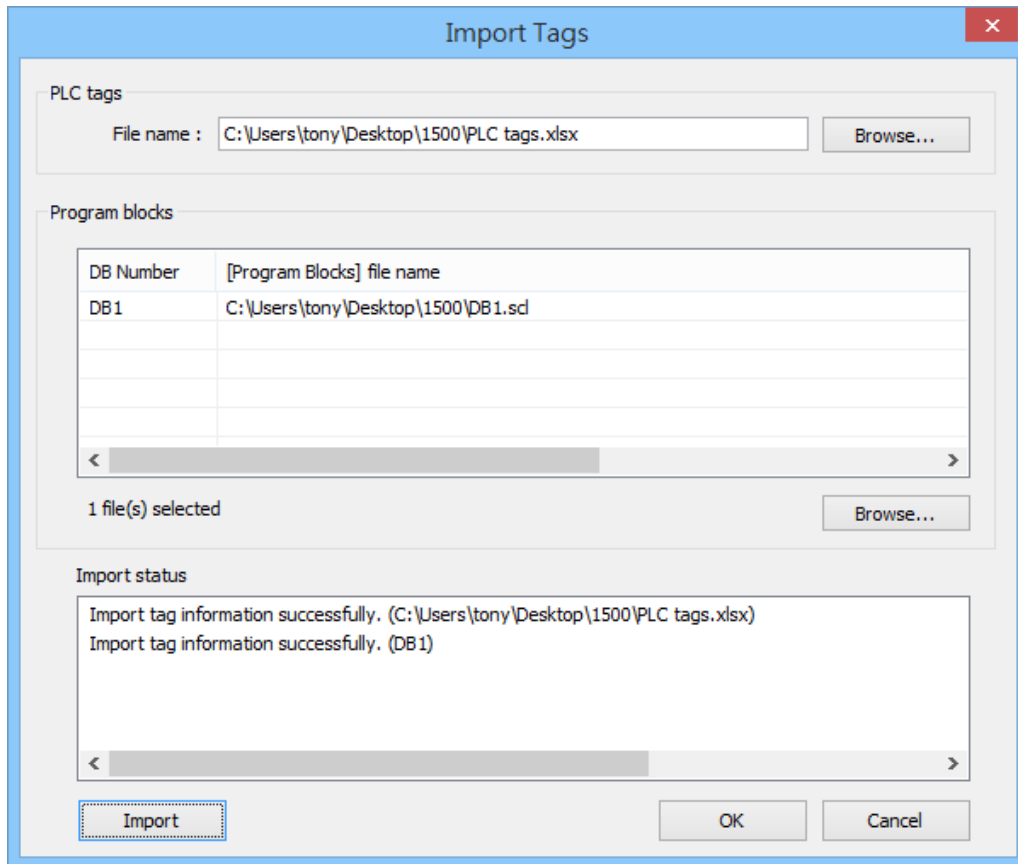 Import Tags
PLC tags
File name : C:\Users\tony\Desktop\1500\PLC tags.xlsx Browse...
Program blocks
DB Number [Program Blocks] file name
DB1 C:\Users\tony\Desktop\1500\DB1.scl
1 file(s) selected Browse...
Import status
Import tag information successfully. (C:\Users\tony\Desktop\1500\PLC tags.xlsx)
Import tag information successfully. (DB1)
Import OK Cancel